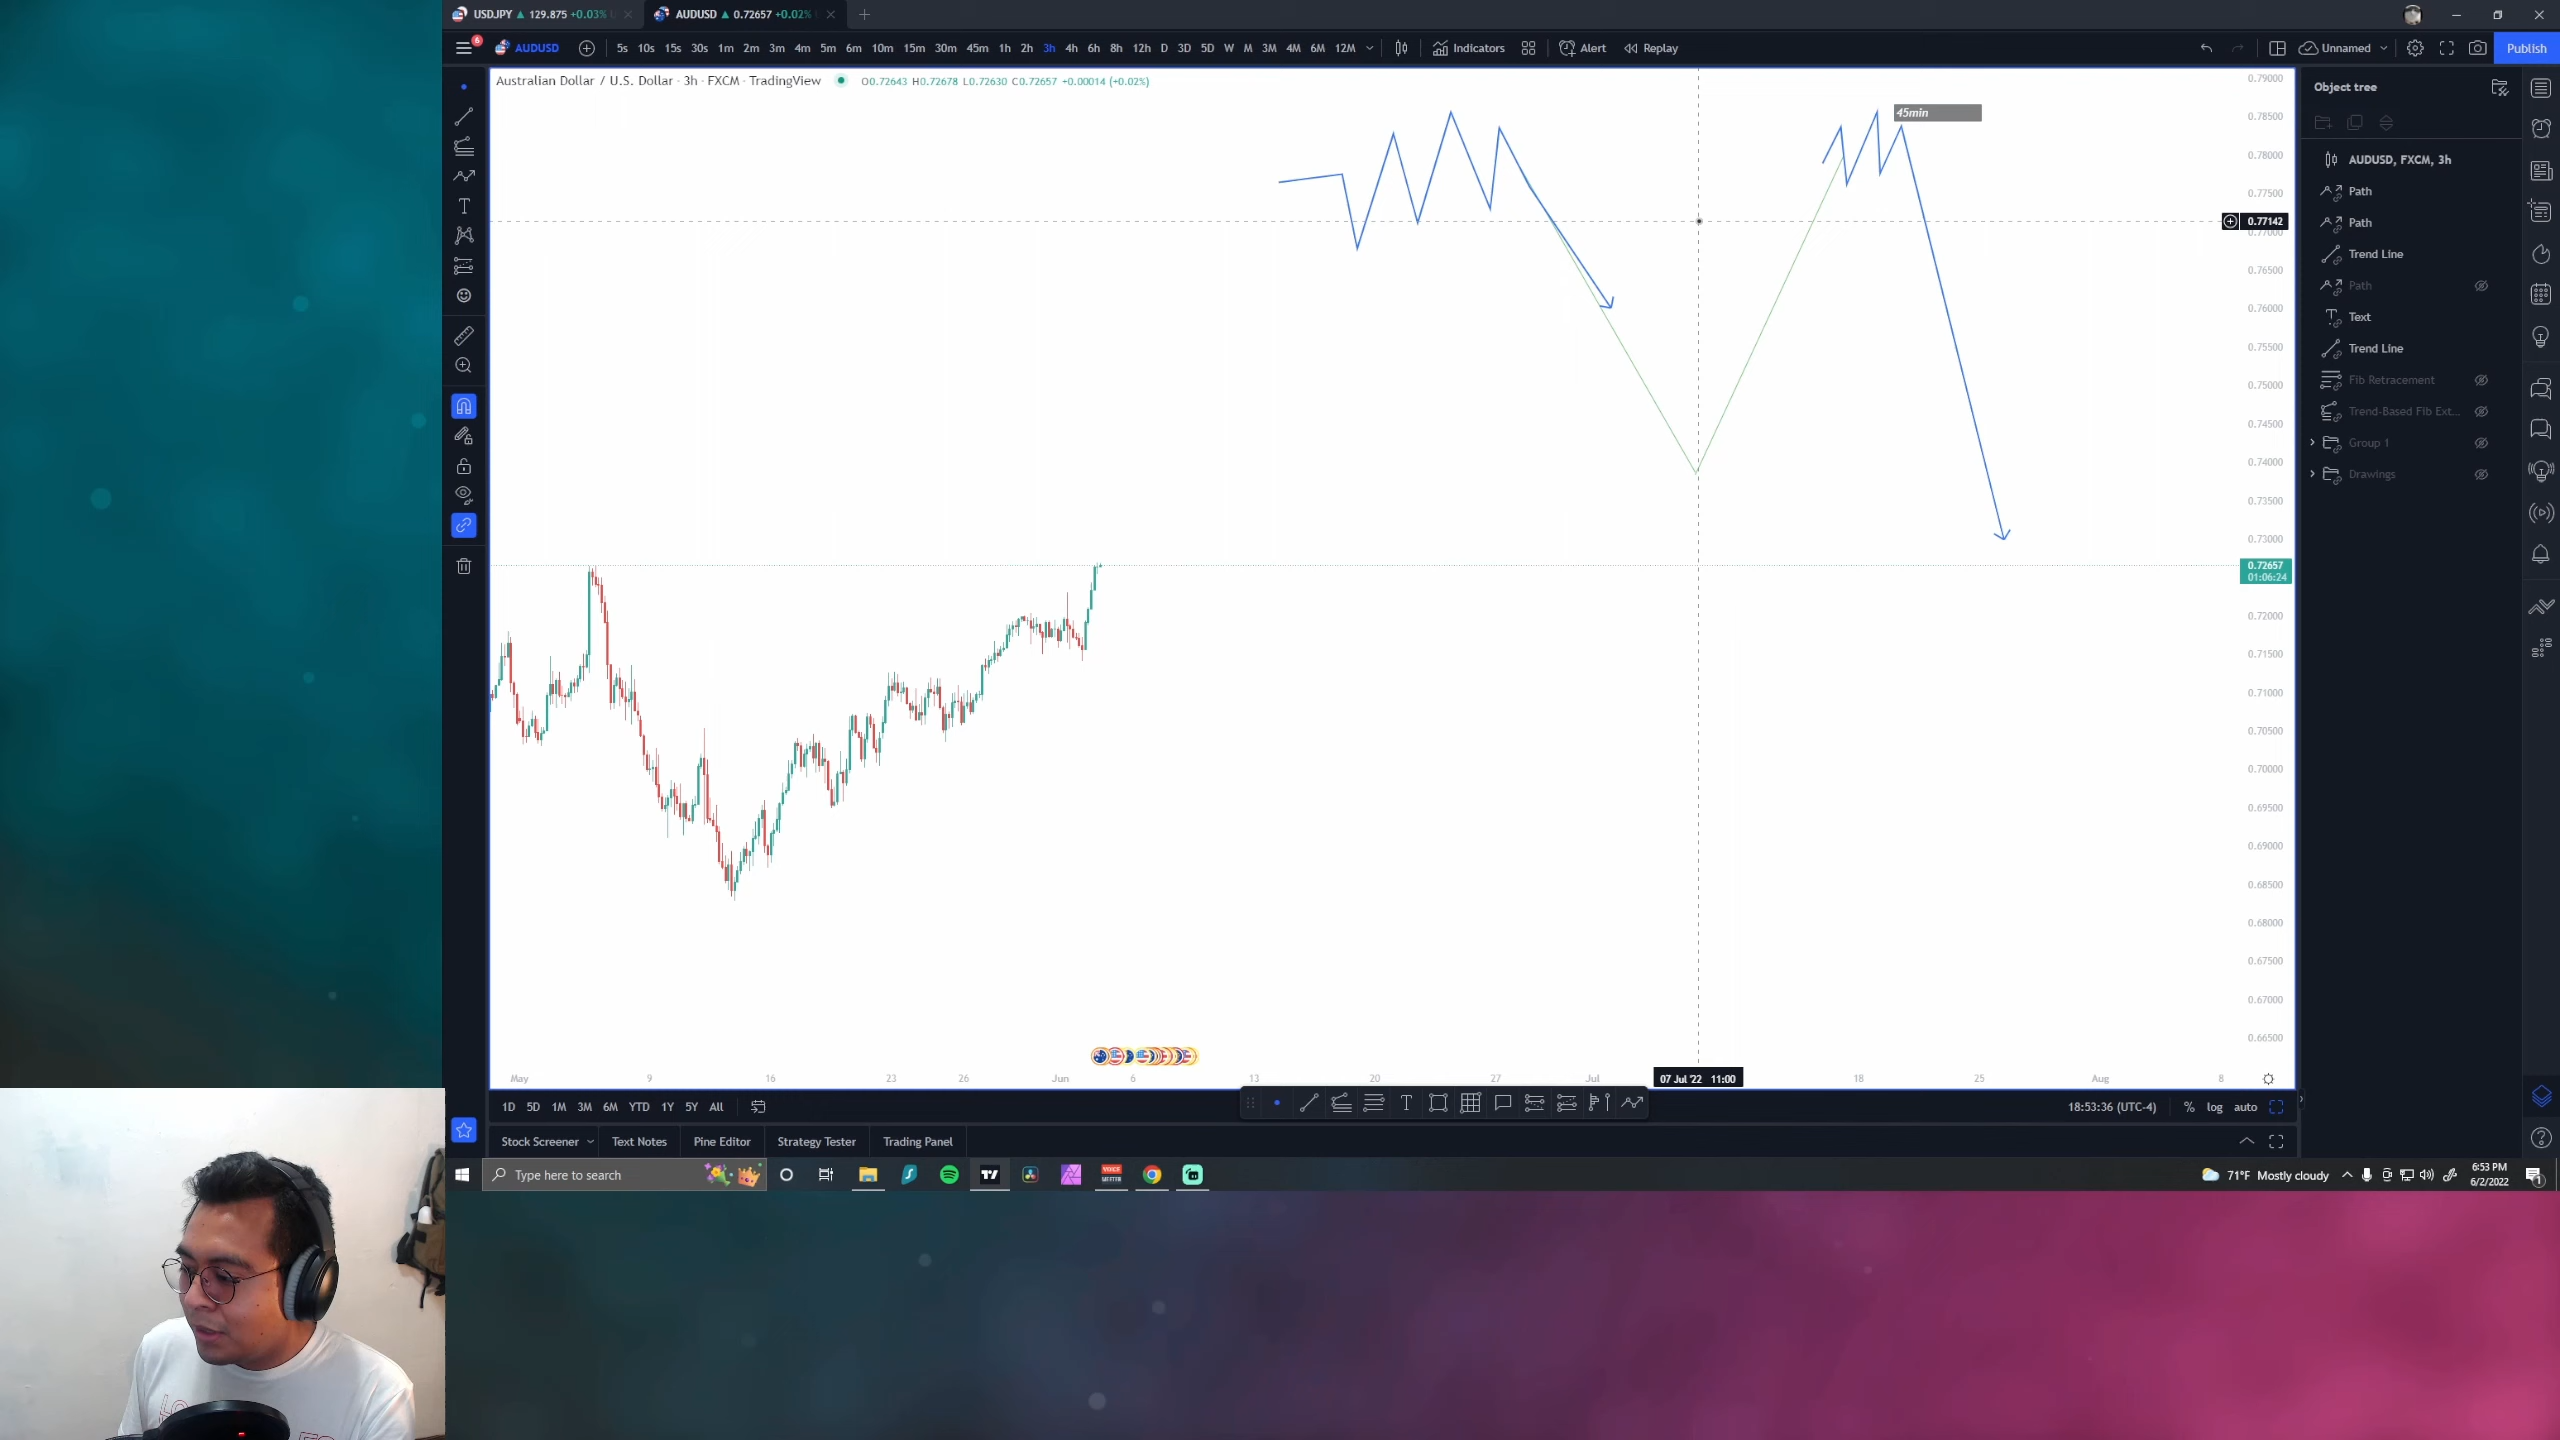 USDJPY ▲ 129.875 +0.03%
AUDUSD ▲ 0.72657 +0.02%
6
AUDUSD
5s 10s 15s 30s 1m 2m 3m 4m 5m 6m 10m 15m 30m 45m 1h 2h 3h 4h 6h 8h 12h D 3D 5D W M 3M 4M 6M 12M
Indicators
Alert
Replay
Unnamed
Publish
Australian Dollar / U.S. Dollar · 3h · FXCM · TradingView
O0.72643 H0.72678 L0.72630 C0.72657 +0.00014 (+0.02%)
45min
0.79000
0.78500
0.78000
0.77500
0.77142
0.77000
0.76500
0.76000
0.75500
0.75000
0.74500
0.74000
0.73500
0.73000
0.72657
01:06:24
0.72000
0.71500
0.71000
0.70500
0.70000
0.69500
0.69000
0.68500
0.68000
0.67500
0.67000
0.66500
May 9 16 23 26 Jun 6 13 20 27 Jul 07 Jul '22 11:00 18 25 Aug 8
Object tree
AUDUSD, FXCM, 3h
Path
Path
Trend Line
Path
Text
Trend Line
Fib Retracement
Trend-Based Fib Ext...
Group 1
Drawings
1D 5D 1M 3M 6M YTD 1Y 5Y All
18:53:36 (UTC-4) % log auto
Stock Screener
Text Notes
Pine Editor
Strategy Tester
Trading Panel
Type here to search
71°F Mostly cloudy
6:53 PM
6/2/2022
1